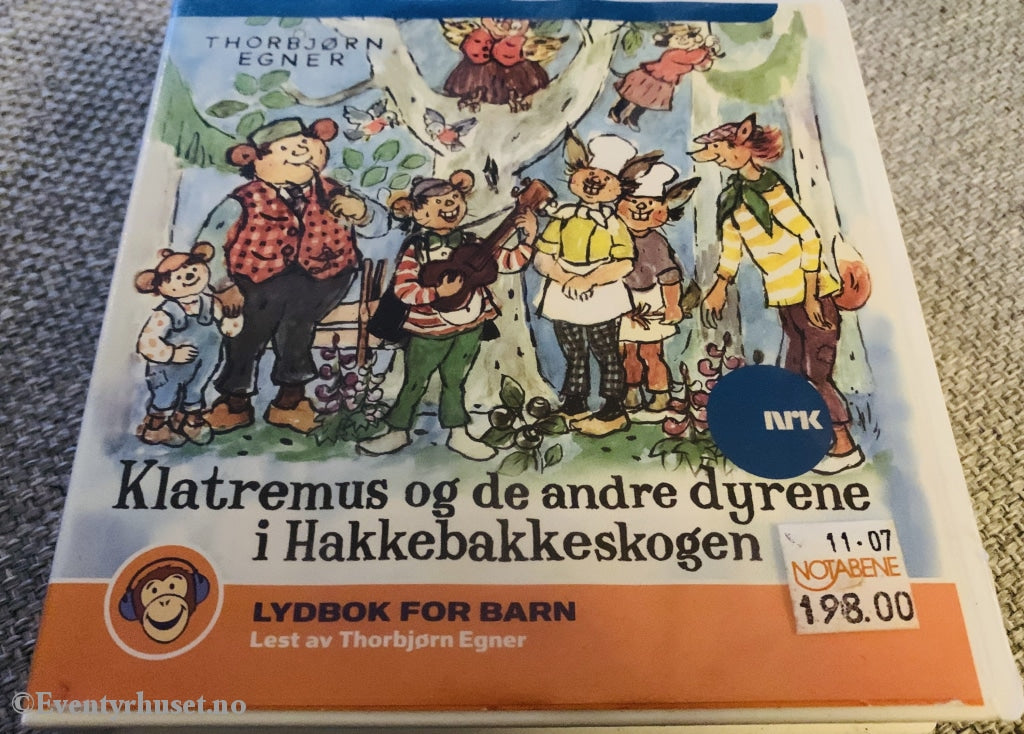 THORBJØRN
EGNER
nrk
Klatremus og de andre dyrene
i Hakkebakkeskogen
11-07
NOTABENE
198.00
LYDBOK FOR BARN
Lest av Thorbjørn Egner
©Eventyrhuset.no